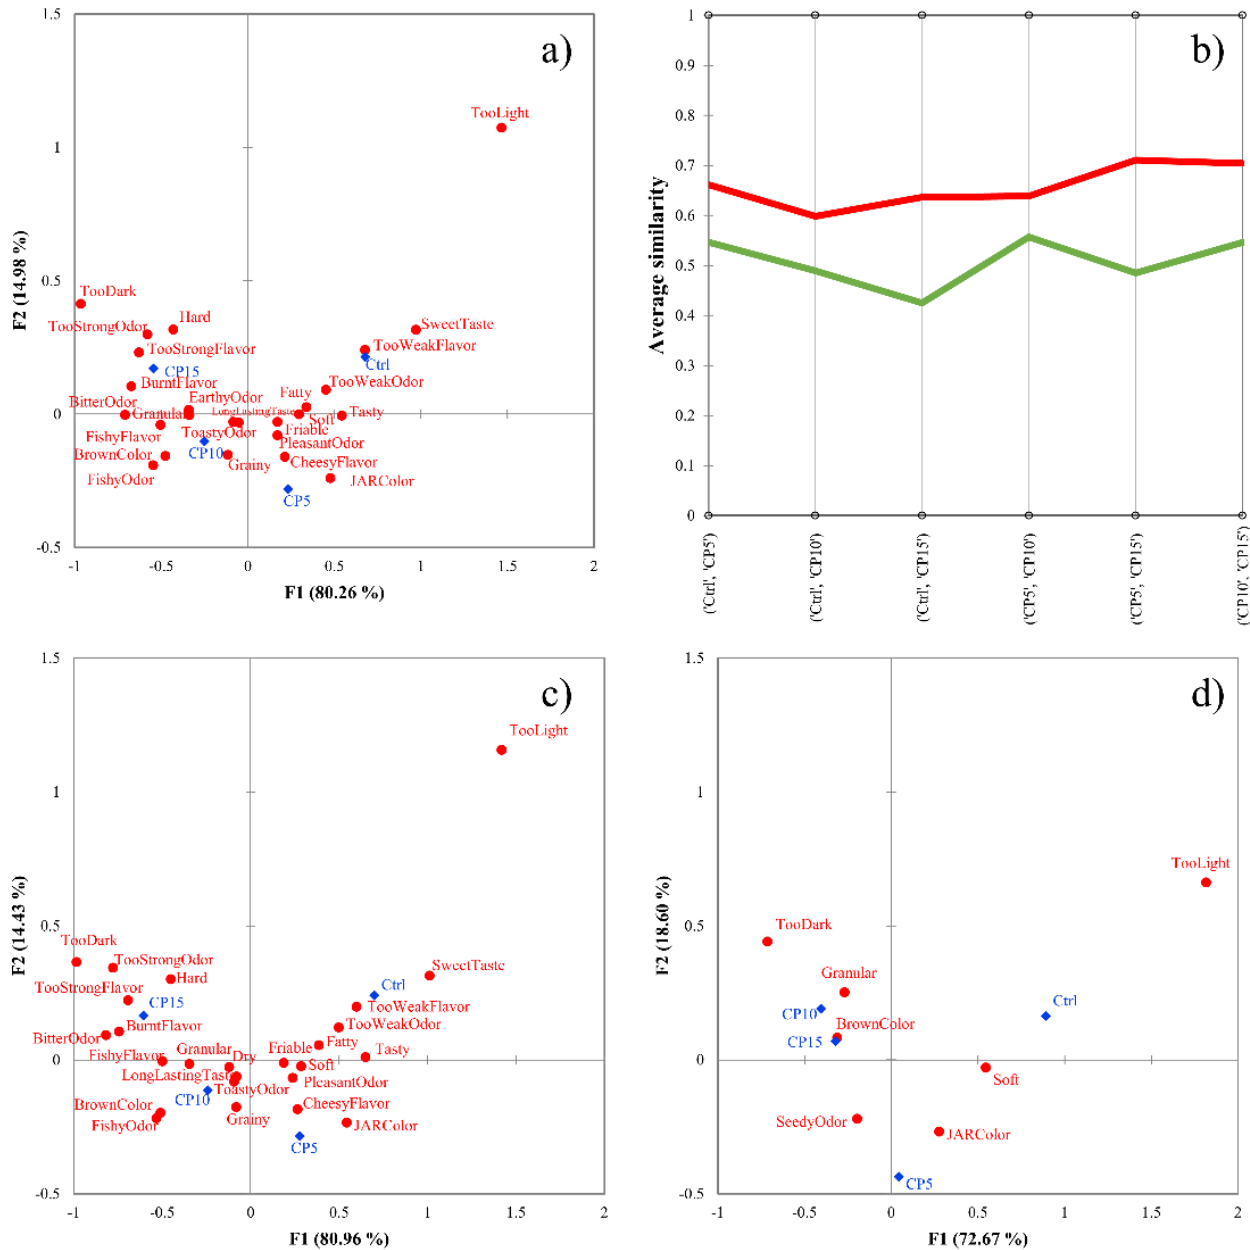 a)
1.5
1
0.5
0
-0.5
F2 (14.98 %)
TooLight
TooDark
Hard
TooStrongOdor
TooStrongFlavor
CP15
SweetTaste
TooWeakFlavor
Ctrl
BurntFlavor
TooWeakOdor
BitterOdor
EarthyOdor
Fatty
Granular
LongLastingTaste
Soft
Tasty
FishyFlavor
ToastyOdor
Friable
PleasantOdor
BrownColor
CP10
Grainy
CheesyFlavor
FishyOdor
JARColor
CP5
-1
-0.5
0
0.5
1
1.5
2
F1 (80.26 %)
b)
1
0.9
0.8
0.7
0.6
0.5
0.4
0.3
0.2
0.1
0
Average similarity
('Ctrl', 'CP5')
('Ctrl', 'CP10')
('Ctrl', 'CP15')
('CP5', 'CP10')
('CP5', 'CP15')
('CP10', 'CP15')
c)
1.5
1
0.5
0
-0.5
F2 (14.43 %)
TooLight
TooDark
TooStrongOdor
Hard
SweetTaste
TooStrongFlavor
CP15
Ctrl
TooWeakFlavor
BurntFlavor
TooWeakOdor
BitterOdor
Fatty
FishyFlavor
Granular
Dry
Friable
Tasty
Soft
LongLastingTaste
ToastyOdor
PleasantOdor
CP10
BrownColor
CheesyFlavor
FishyOdor
Grainy
JARColor
CP5
-1
-0.5
0
0.5
1
1.5
2
F1 (80.96 %)
d)
1.5
1
0.5
0
-0.5
F2 (18.60 %)
TooLight
TooDark
Granular
CP10
Ctrl
BrownColor
CP15
Soft
SeedyOdor
JARColor
CP5
-1
-0.5
0
0.5
1
1.5
2
F1 (72.67 %)